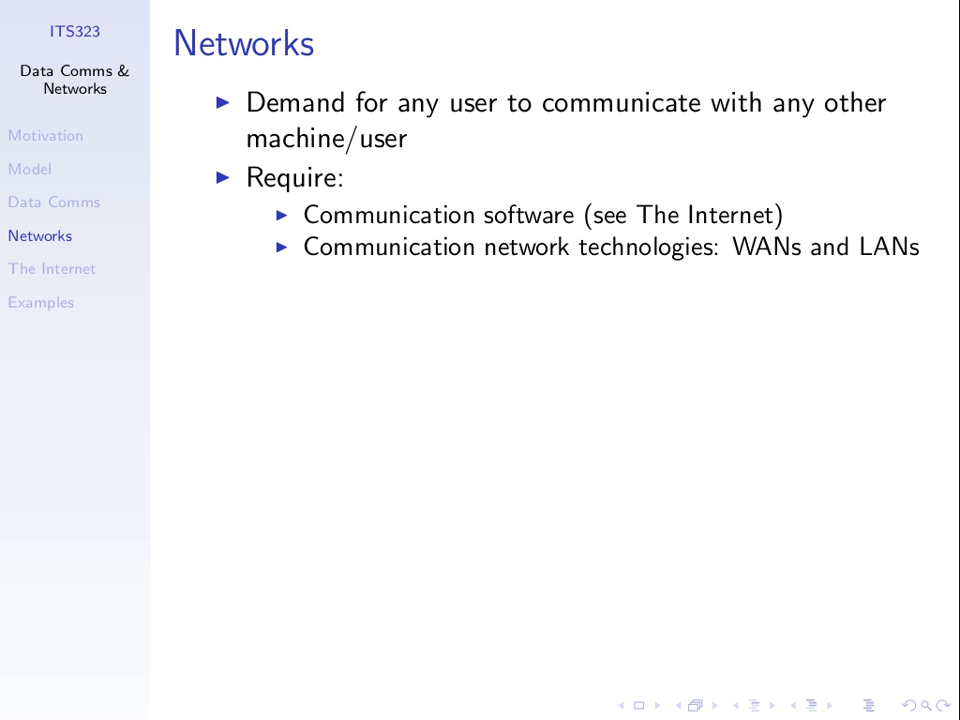 ITS323
Data Comms &
Networks
Motivation
Model
Data Comms
Networks
The Internet
Examples
Networks
Demand for any user to communicate with any other
machine/user
Require:
Communication software (see The Internet)
Communication network technologies: WANs and LANs